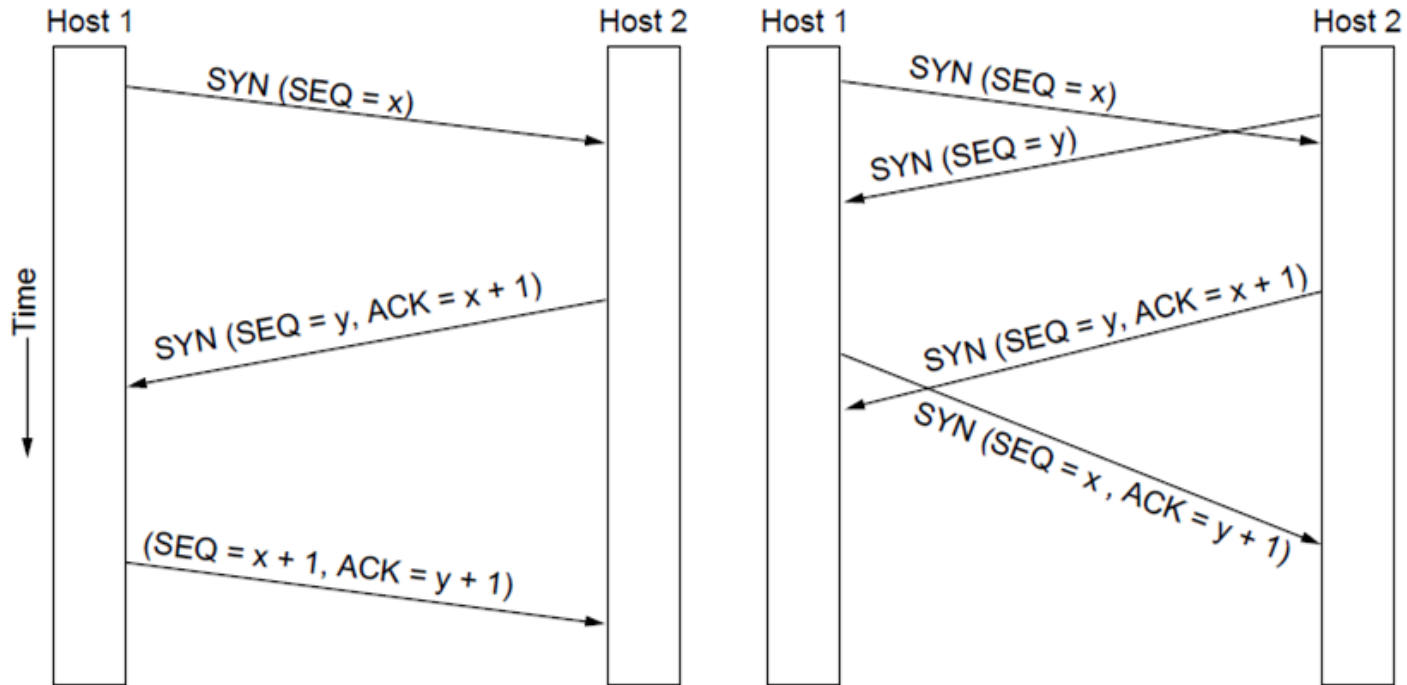 Host 1
Host 2
SYN (SEQ = x)
SYN (SEQ = y, ACK = x + 1)
(SEQ = x + 1, ACK = y + 1)
Time
Host 1
Host 2
SYN (SEQ = x)
SYN (SEQ = y)
SYN (SEQ = y, ACK = x + 1)
SYN (SEQ = x , ACK = y + 1)